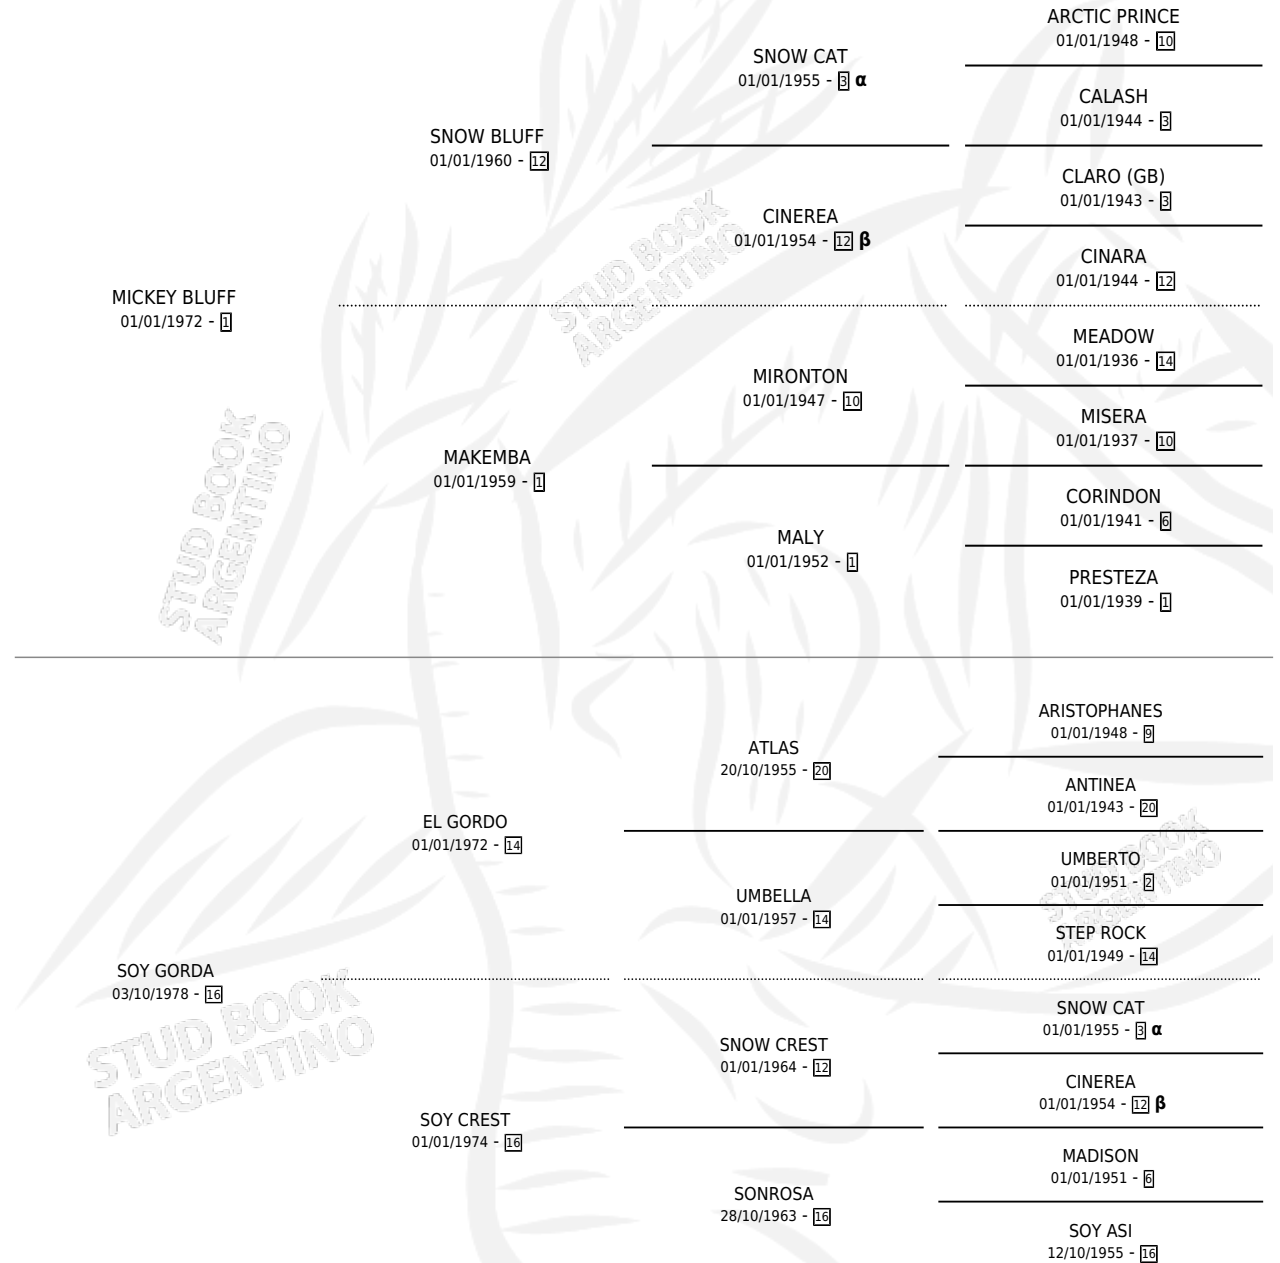 ARCTIC PRINCE
01/01/1948 - 10
SNOW CAT
01/01/1955 - 3 α
CALASH
01/01/1944 - 3
SNOW BLUFF
01/01/1960 - 12
CLARO (GB)
01/01/1943 - 3
CINEREA
01/01/1954 - 12 β
CINARA
01/01/1944 - 12
MICKEY BLUFF
01/01/1972 - 1
MEADOW
01/01/1936 - 14
MIRONTON
01/01/1947 - 10
MISERA
01/01/1937 - 10
MAKEMBA
01/01/1959 - 1
CORINDON
01/01/1941 - 6
MALY
01/01/1952 - 1
PRESTEZA
01/01/1939 - 1
ARISTOPHANES
01/01/1948 - 9
ATLAS
20/10/1955 - 20
ANTINEA
01/01/1943 - 20
EL GORDO
01/01/1972 - 14
UMBERTO
01/01/1951 - 2
UMBELLA
01/01/1957 - 14
STEP ROCK
01/01/1949 - 14
SOY GORDA
03/10/1978 - 16
SNOW CAT
01/01/1955 - 3 α
SNOW CREST
01/01/1964 - 12
CINEREA
01/01/1954 - 12 β
SOY CREST
01/01/1974 - 16
MADISON
01/01/1951 - 6
SONROSA
28/10/1963 - 16
SOY ASI
12/10/1955 - 16
STUD BOOK
ARGENTINO
STUD BOOK
ARGENTINO
STUD BOOK
ARGENTINO
STUD BOOK
ARGENTINO